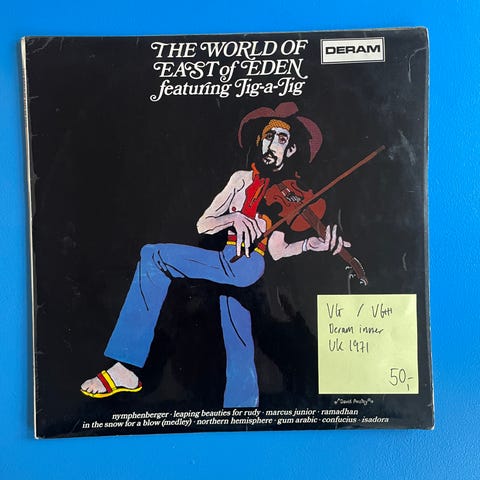 THE WORLD OF
EAST of EDEN
featuring Jig-a-Jig
DERAM
VG / VG++
Deram inner
UK 1971
50,-
nymphenberger · leaping beauties for rudy · marcus junior · ramadhan
in the snow for a blow (medley) · northern hemisphere · gum arabic · confucius · isadora